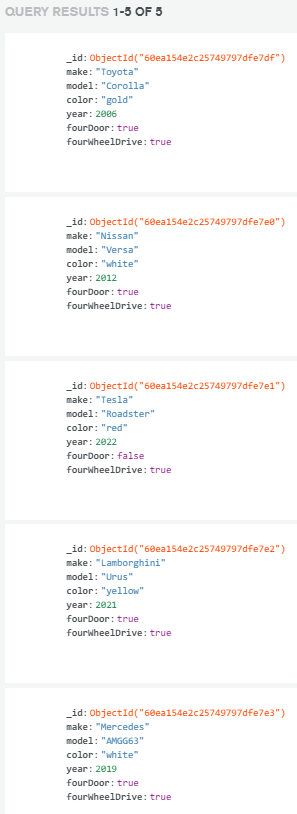 QUERY RESULTS 1-5 OF 5
_id: ObjectId("60ea154e2c25749797dfe7df")
make: "Toyota"
model: "Corolla"
color: "gold"
year: 2006
fourDoor: true
fourWheelDrive: true
_id: ObjectId("60ea154e2c25749797dfe7e0")
make: "Nissan"
model: "Versa"
color: "white"
year: 2012
fourDoor: true
fourWheelDrive: true
_id: ObjectId("60ea154e2c25749797dfe7e1")
make: "Tesla"
model: "Roadster"
color: "red"
year: 2022
fourDoor: false
fourWheelDrive: true
_id: ObjectId("60ea154e2c25749797dfe7e2")
make: "Lamborghini"
model: "Urus"
color: "yellow"
year: 2021
fourDoor: true
fourWheelDrive: true
_id: ObjectId("60ea154e2c25749797dfe7e3")
make: "Mercedes"
model: "AMGG63"
color: "white"
year: 2019
fourDoor: true
fourWheelDrive: true